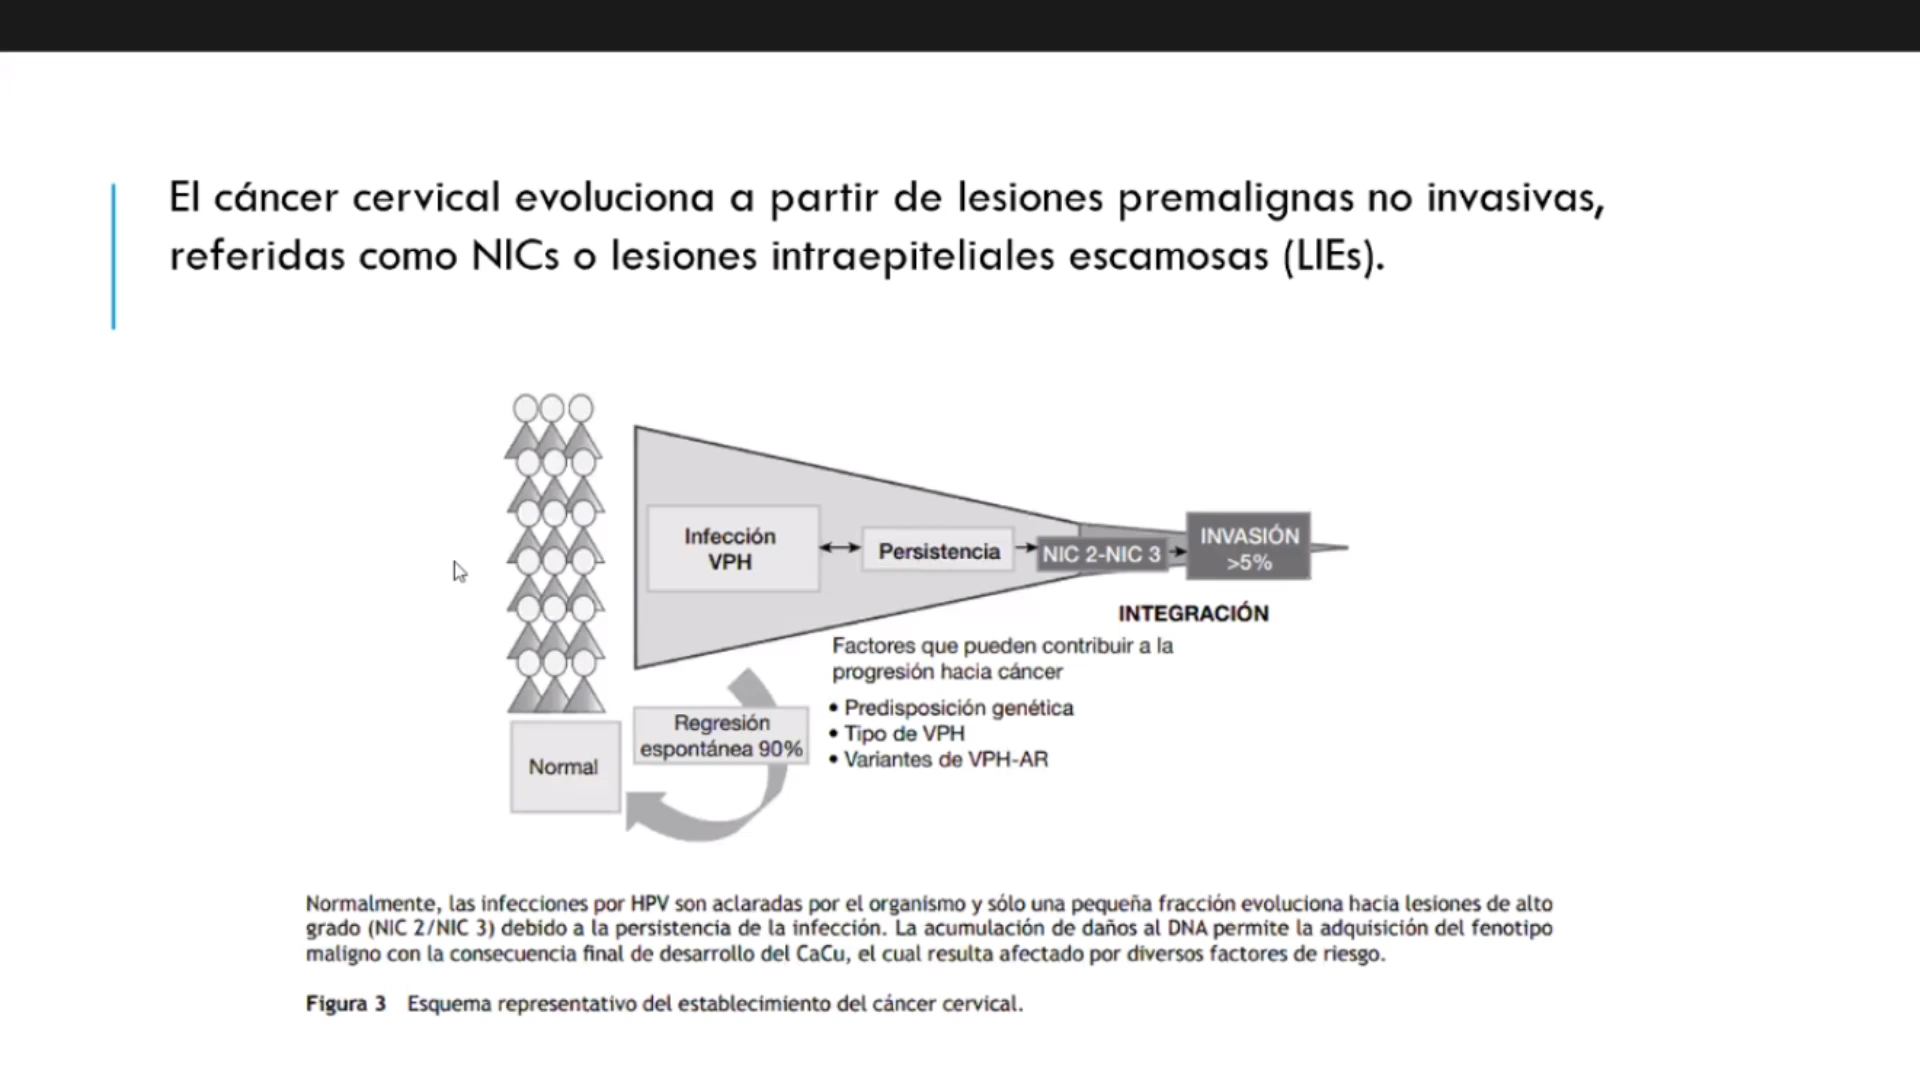 El cáncer cervical evoluciona a partir de lesiones premalignas no invasivas,
referidas como NICs o lesiones intraepiteliales escamosas (LIEs).
Infección
VPH
Persistencia
NIC 2-NIC 3
INVASIÓN
>5%
INTEGRACIÓN
Factores que pueden contribuir a la
progresión hacia cáncer
• Predisposición genética
• Tipo de VPH
• Variantes de VPH-AR
Regresión
espontánea 90%
Normal
Normalmente, las infecciones por HPV son aclaradas por el organismo y sólo una pequeña fracción evoluciona hacia lesiones de alto
grado (NIC 2/NIC 3) debido a la persistencia de la infección. La acumulación de daños al DNA permite la adquisición del fenotipo
maligno con la consecuencia final de desarrollo del CaCu, el cual resulta afectado por diversos factores de riesgo.
Figura 3 Esquema representativo del establecimiento del cáncer cervical.